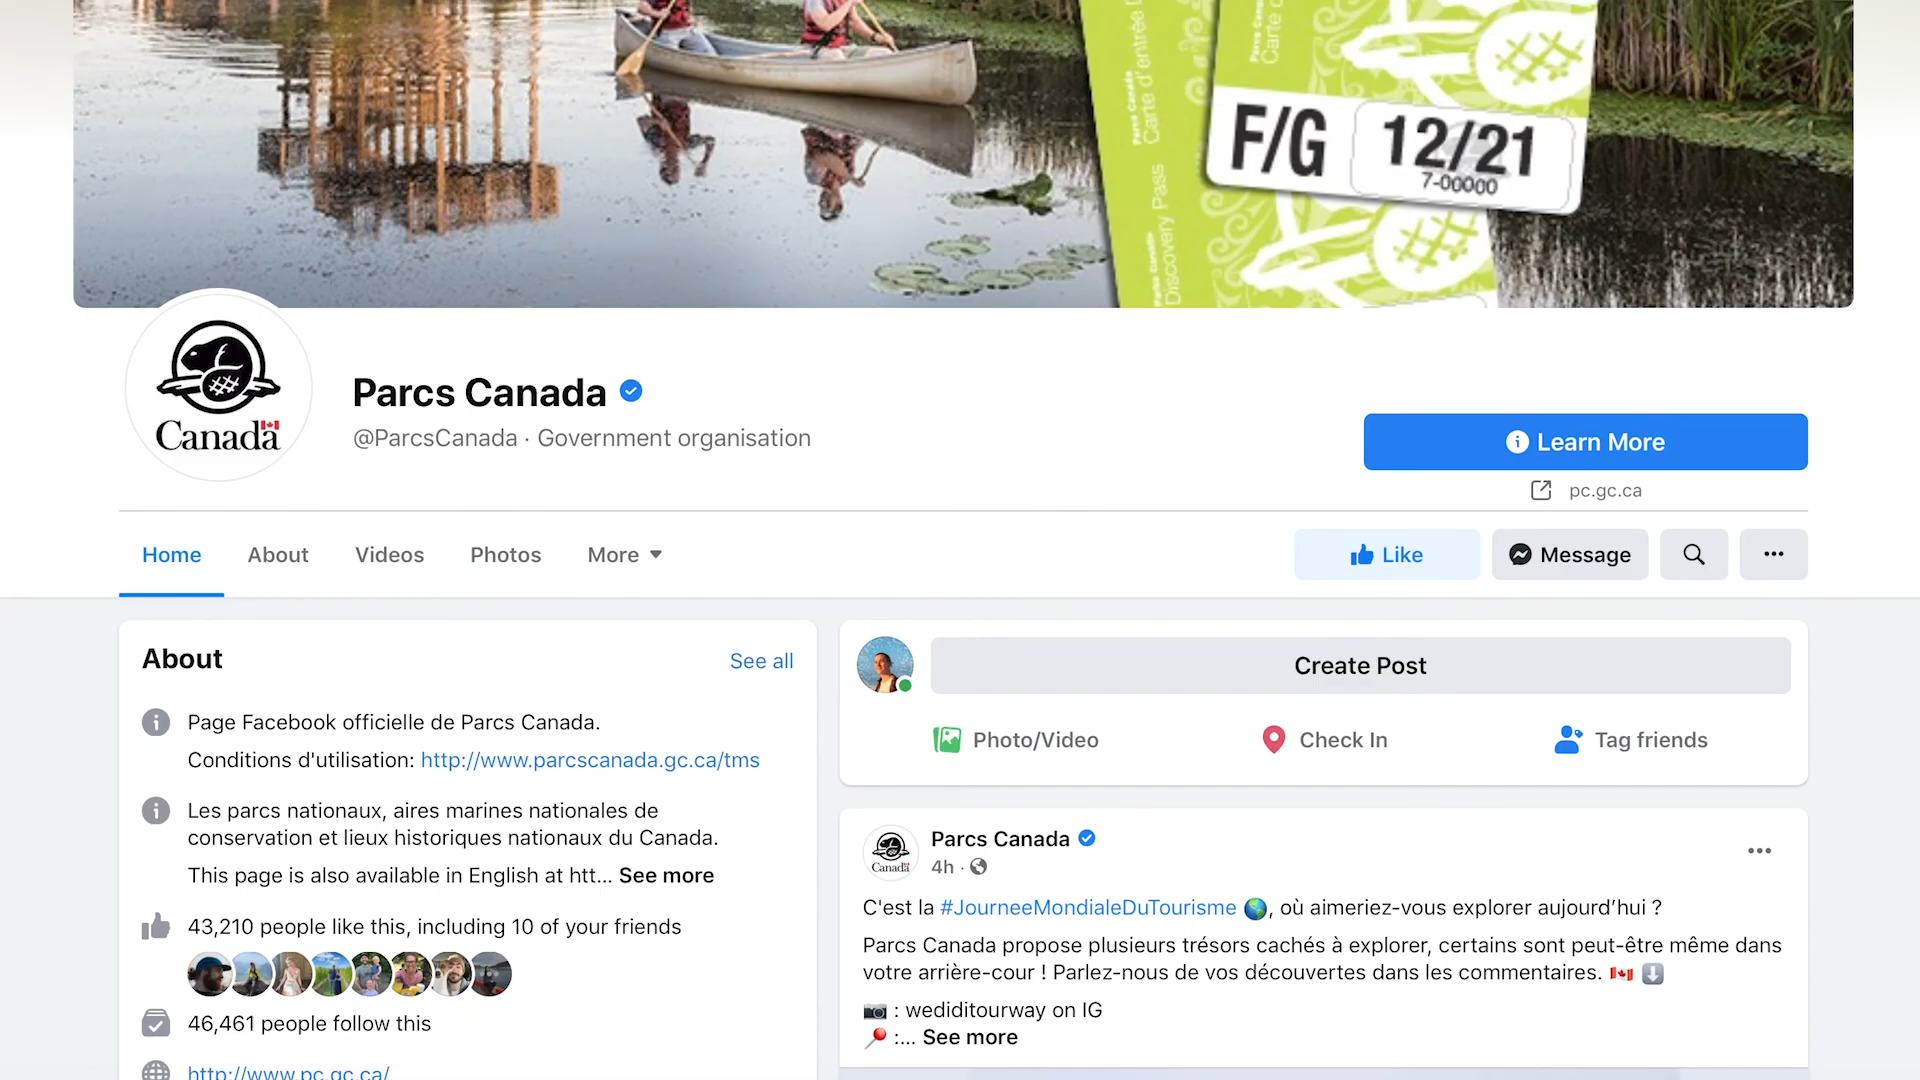 Parcs Canada
Carte d'entrée
Parks Canada
Discovery Pass
F/G
12/21
7-00000
Canada
Parcs Canada
@ParcsCanada · Government organisation
Learn More
pc.gc.ca
Home
About
Videos
Photos
More
Like
Message
About
See all
Page Facebook officielle de Parcs Canada.
Conditions d'utilisation: http://www.parcscanada.gc.ca/tms
Les parcs nationaux, aires marines nationales de
conservation et lieux historiques nationaux du Canada.
This page is also available in English at htt... See more
43,210 people like this, including 10 of your friends
46,461 people follow this
http://www.pc.gc.ca/
Create Post
Photo/Video
Check In
Tag friends
Canada
Parcs Canada
4h ·
C'est la #JourneeMondialeDuTourisme 🌎, où aimeriez-vous explorer aujourd’hui ?
Parcs Canada propose plusieurs trésors cachés à explorer, certains sont peut-être même dans
votre arrière-cour ! Parlez-nous de vos découvertes dans les commentaires. 🇨🇦 ⬇️
📷 : wediditourway on IG
📍 :... See more